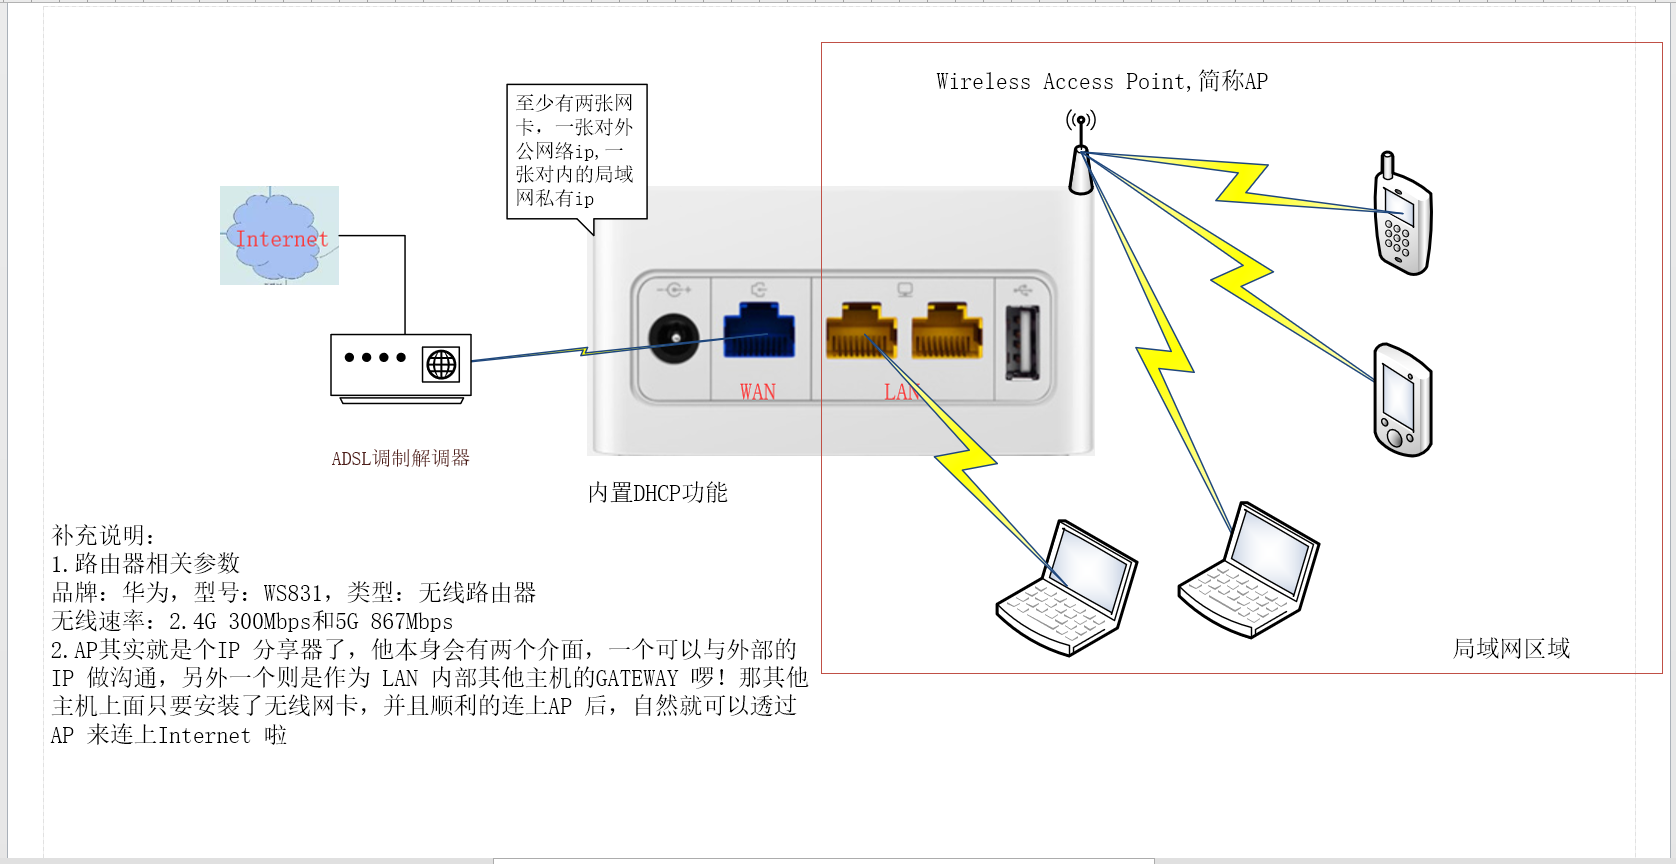 Wireless Access Point,简称AP
至少有两张网
卡，一张对外
公网络ip,一
张对内的局域
网私有ip
Internet
WAN
LAN
ADSL调制解调器
内置DHCP功能
补充说明：
1.路由器相关参数
品牌：华为，型号：WS831，类型：无线路由器
无线速率：2.4G 300Mbps和5G 867Mbps
2.AP其实就是个IP 分享器了，他本身会有两个介面，一个可以与外部的
IP 做沟通，另外一个则是作为 LAN 内部其他主机的GATEWAY 啰！那其他
主机上面只要安装了无线网卡，并且顺利的连上AP 后，自然就可以透过
AP 来连上Internet 啦
局域网区域